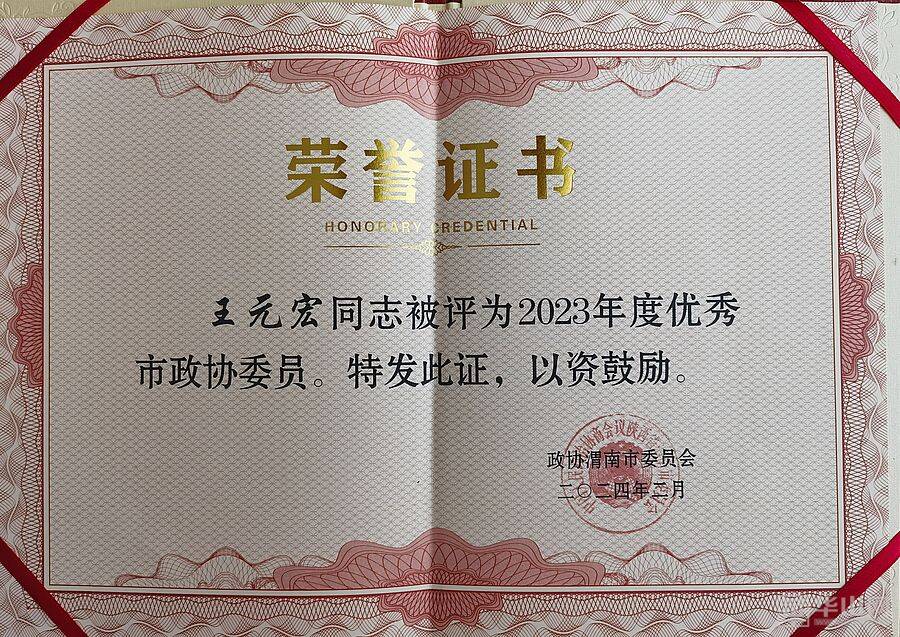 荣誉证书
HONORARY CREDENTIAL
王元宏同志被评为2023年度优秀
市政协委员。特发此证，以资鼓励。
政协渭南市委员会
二〇二四年二月